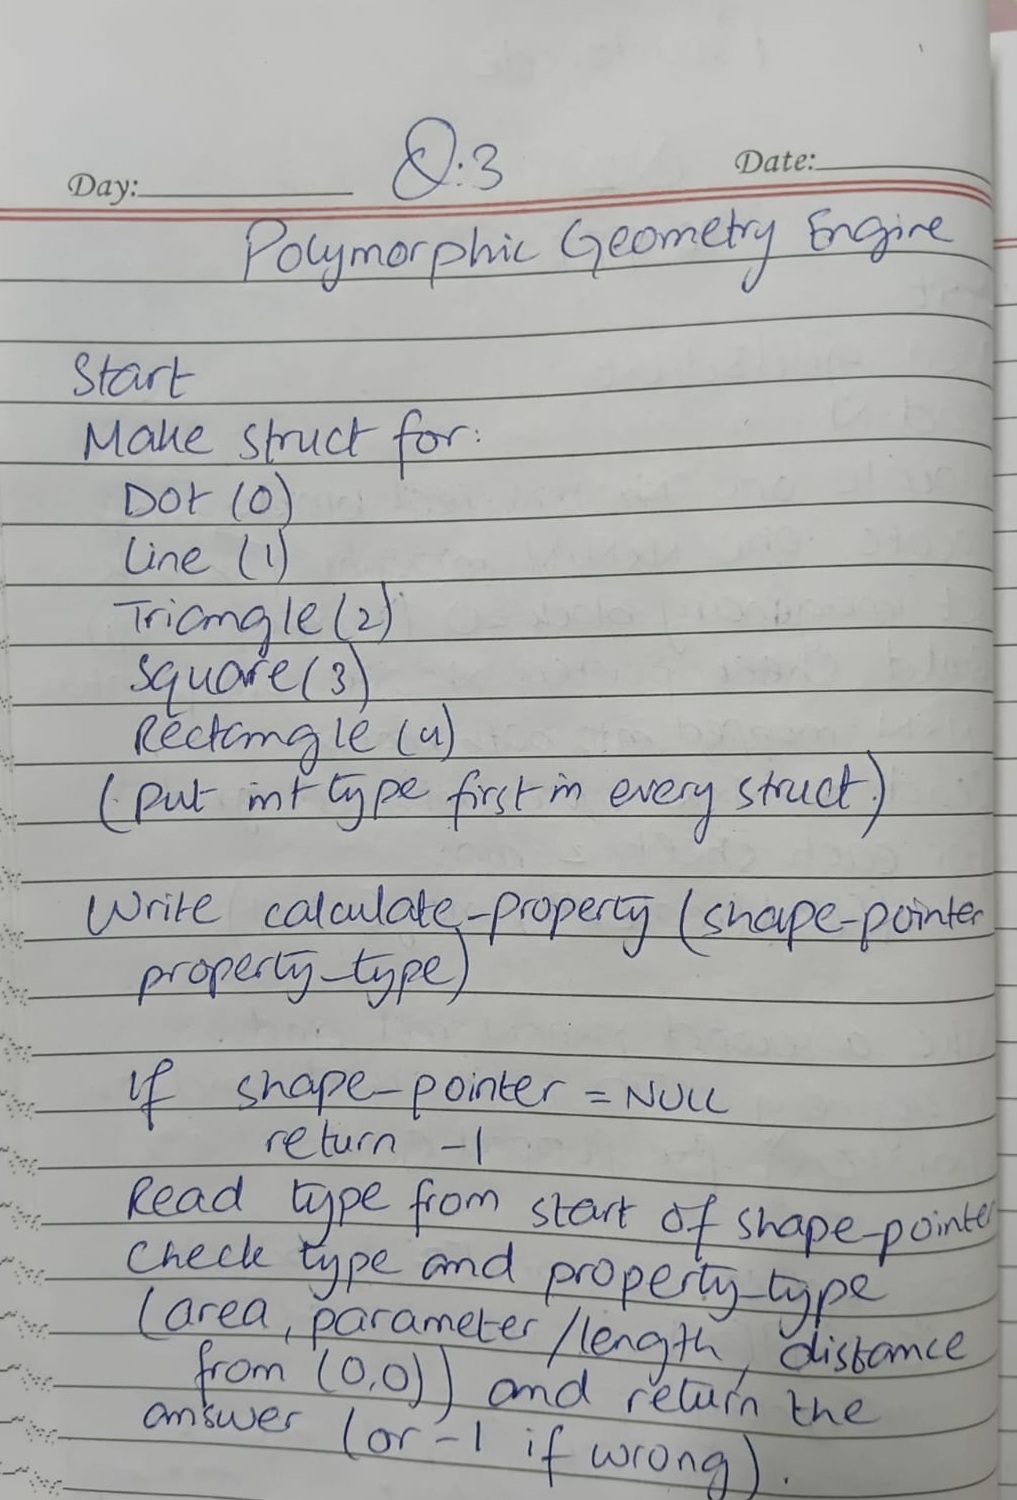 Q:3
Day: Date:
Polymorphic Geometry Engine
Start
Make struct for:
Dot (0)
Line (1)
Triangle (2)
Square (3)
Rectangle (4)
(put int type first in every struct.)
Write calculate-property (shape-pointer
property-type)
If shape-pointer = NULL
return -1
Read type from start of shape-pointer
Check type and property-type
(area, parameter/length, distance
from (0,0)) and return the
answer (or -1 if wrong).